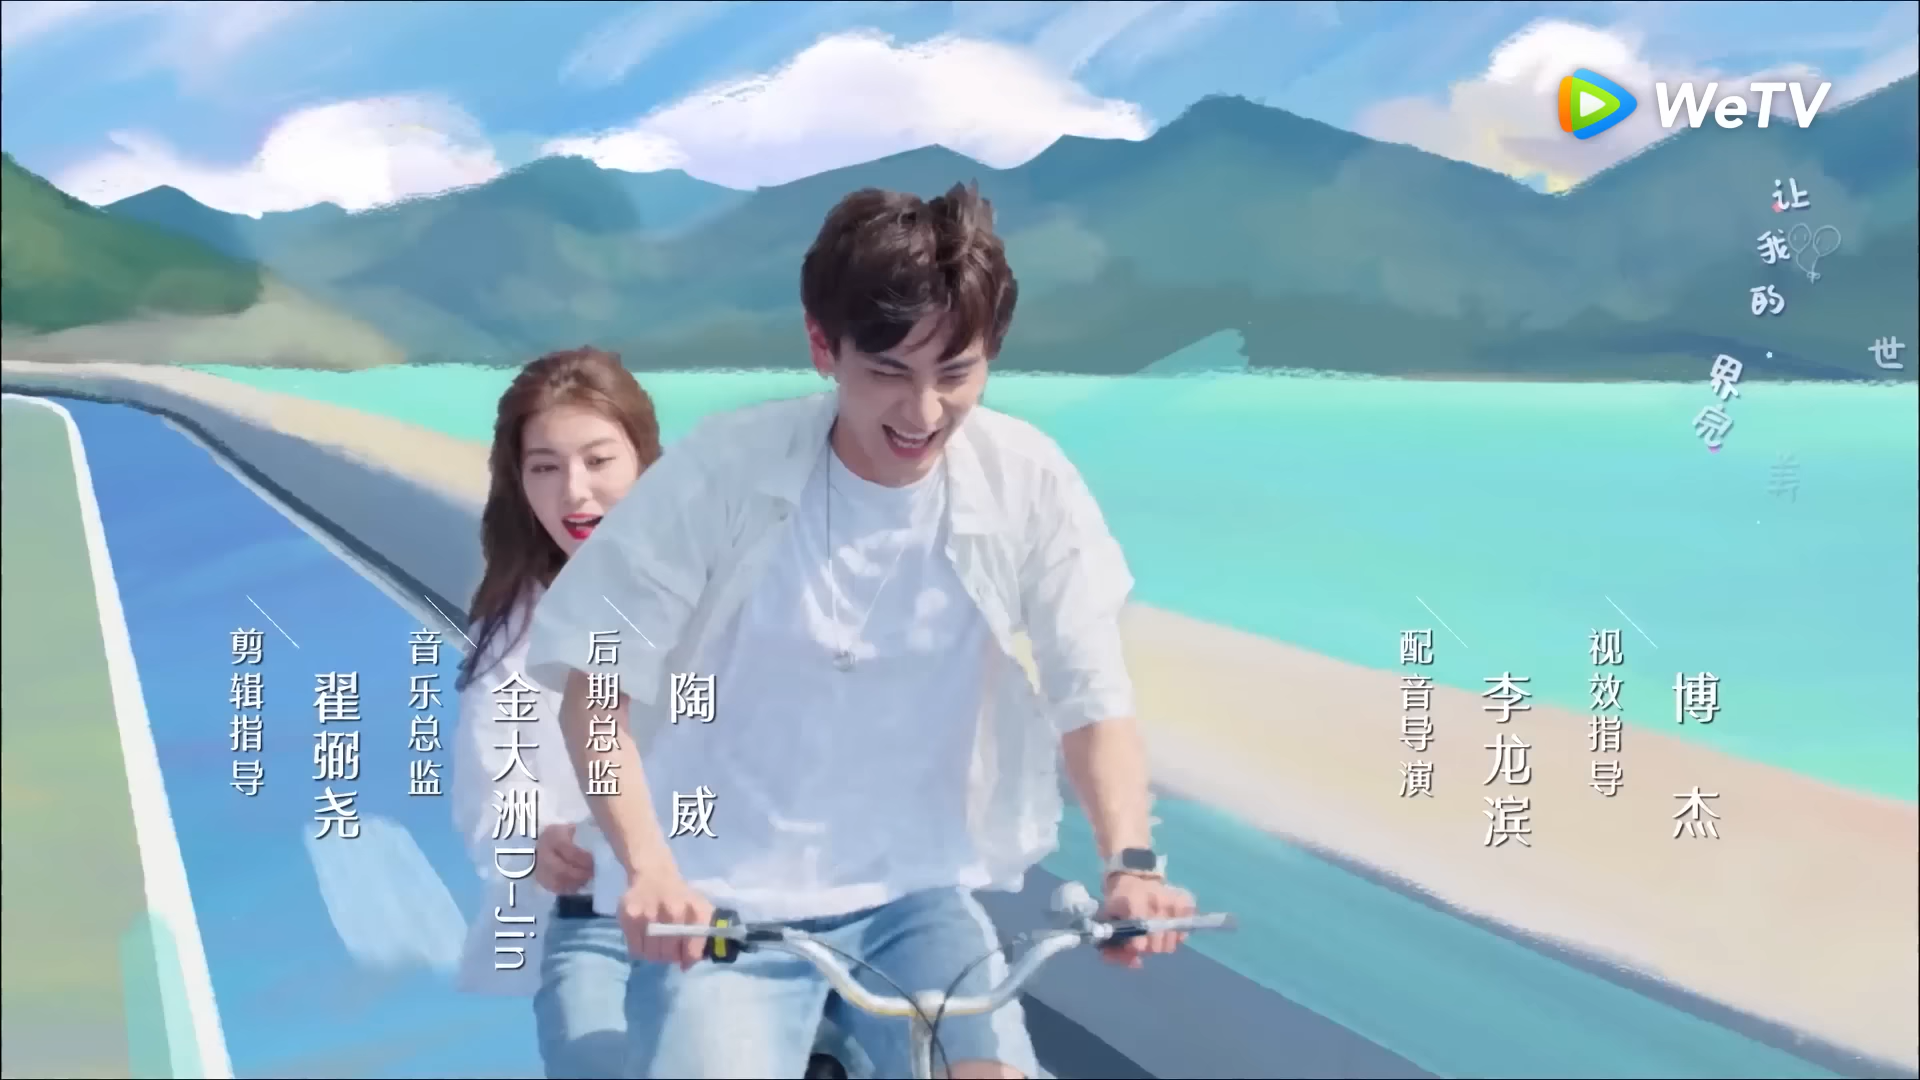 WeTV
让我的
世
界完
美
剪辑指导
翟弼尧
音乐总监
金大洲D-Jin
后期总监
陶威
配音导演
李龙滨
视效指导
博杰